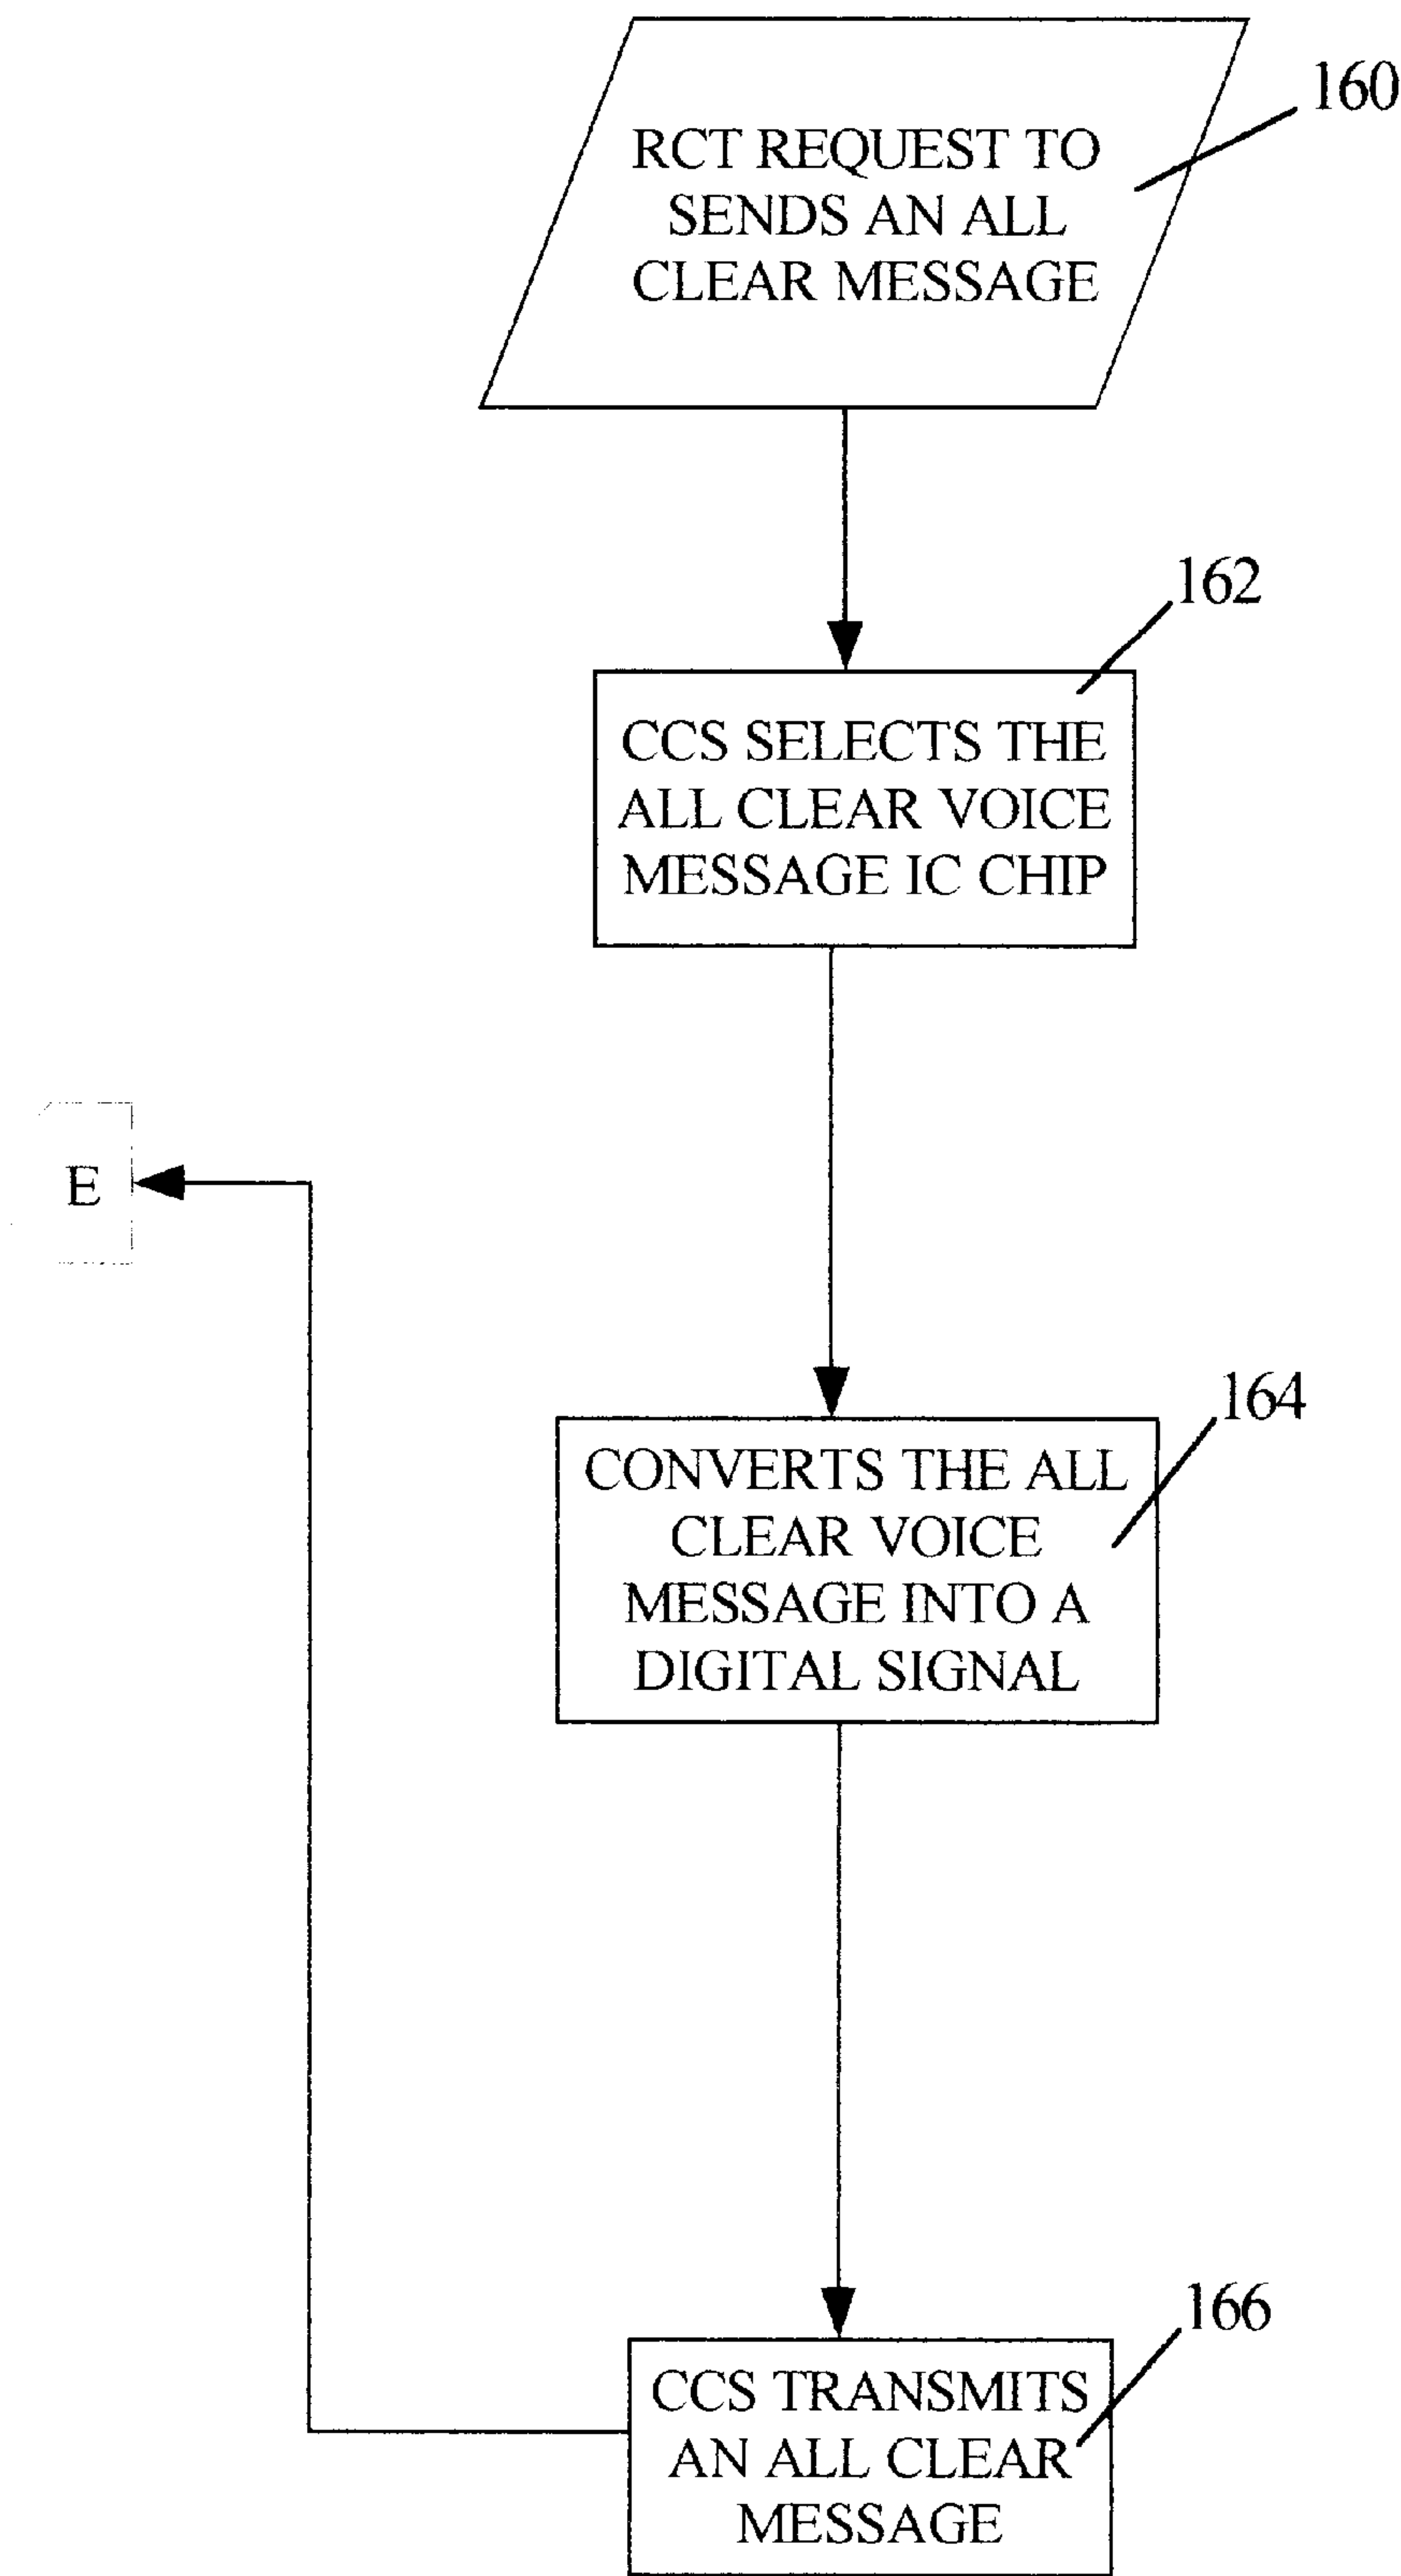 160
RCT REQUEST TO
SENDS AN ALL
CLEAR MESSAGE
162
CCS SELECTS THE
ALL CLEAR VOICE
MESSAGE IC CHIP
E
164
CONVERTS THE ALL
CLEAR VOICE
MESSAGE INTO A
DIGITAL SIGNAL
166
CCS TRANSMITS
AN ALL CLEAR
MESSAGE